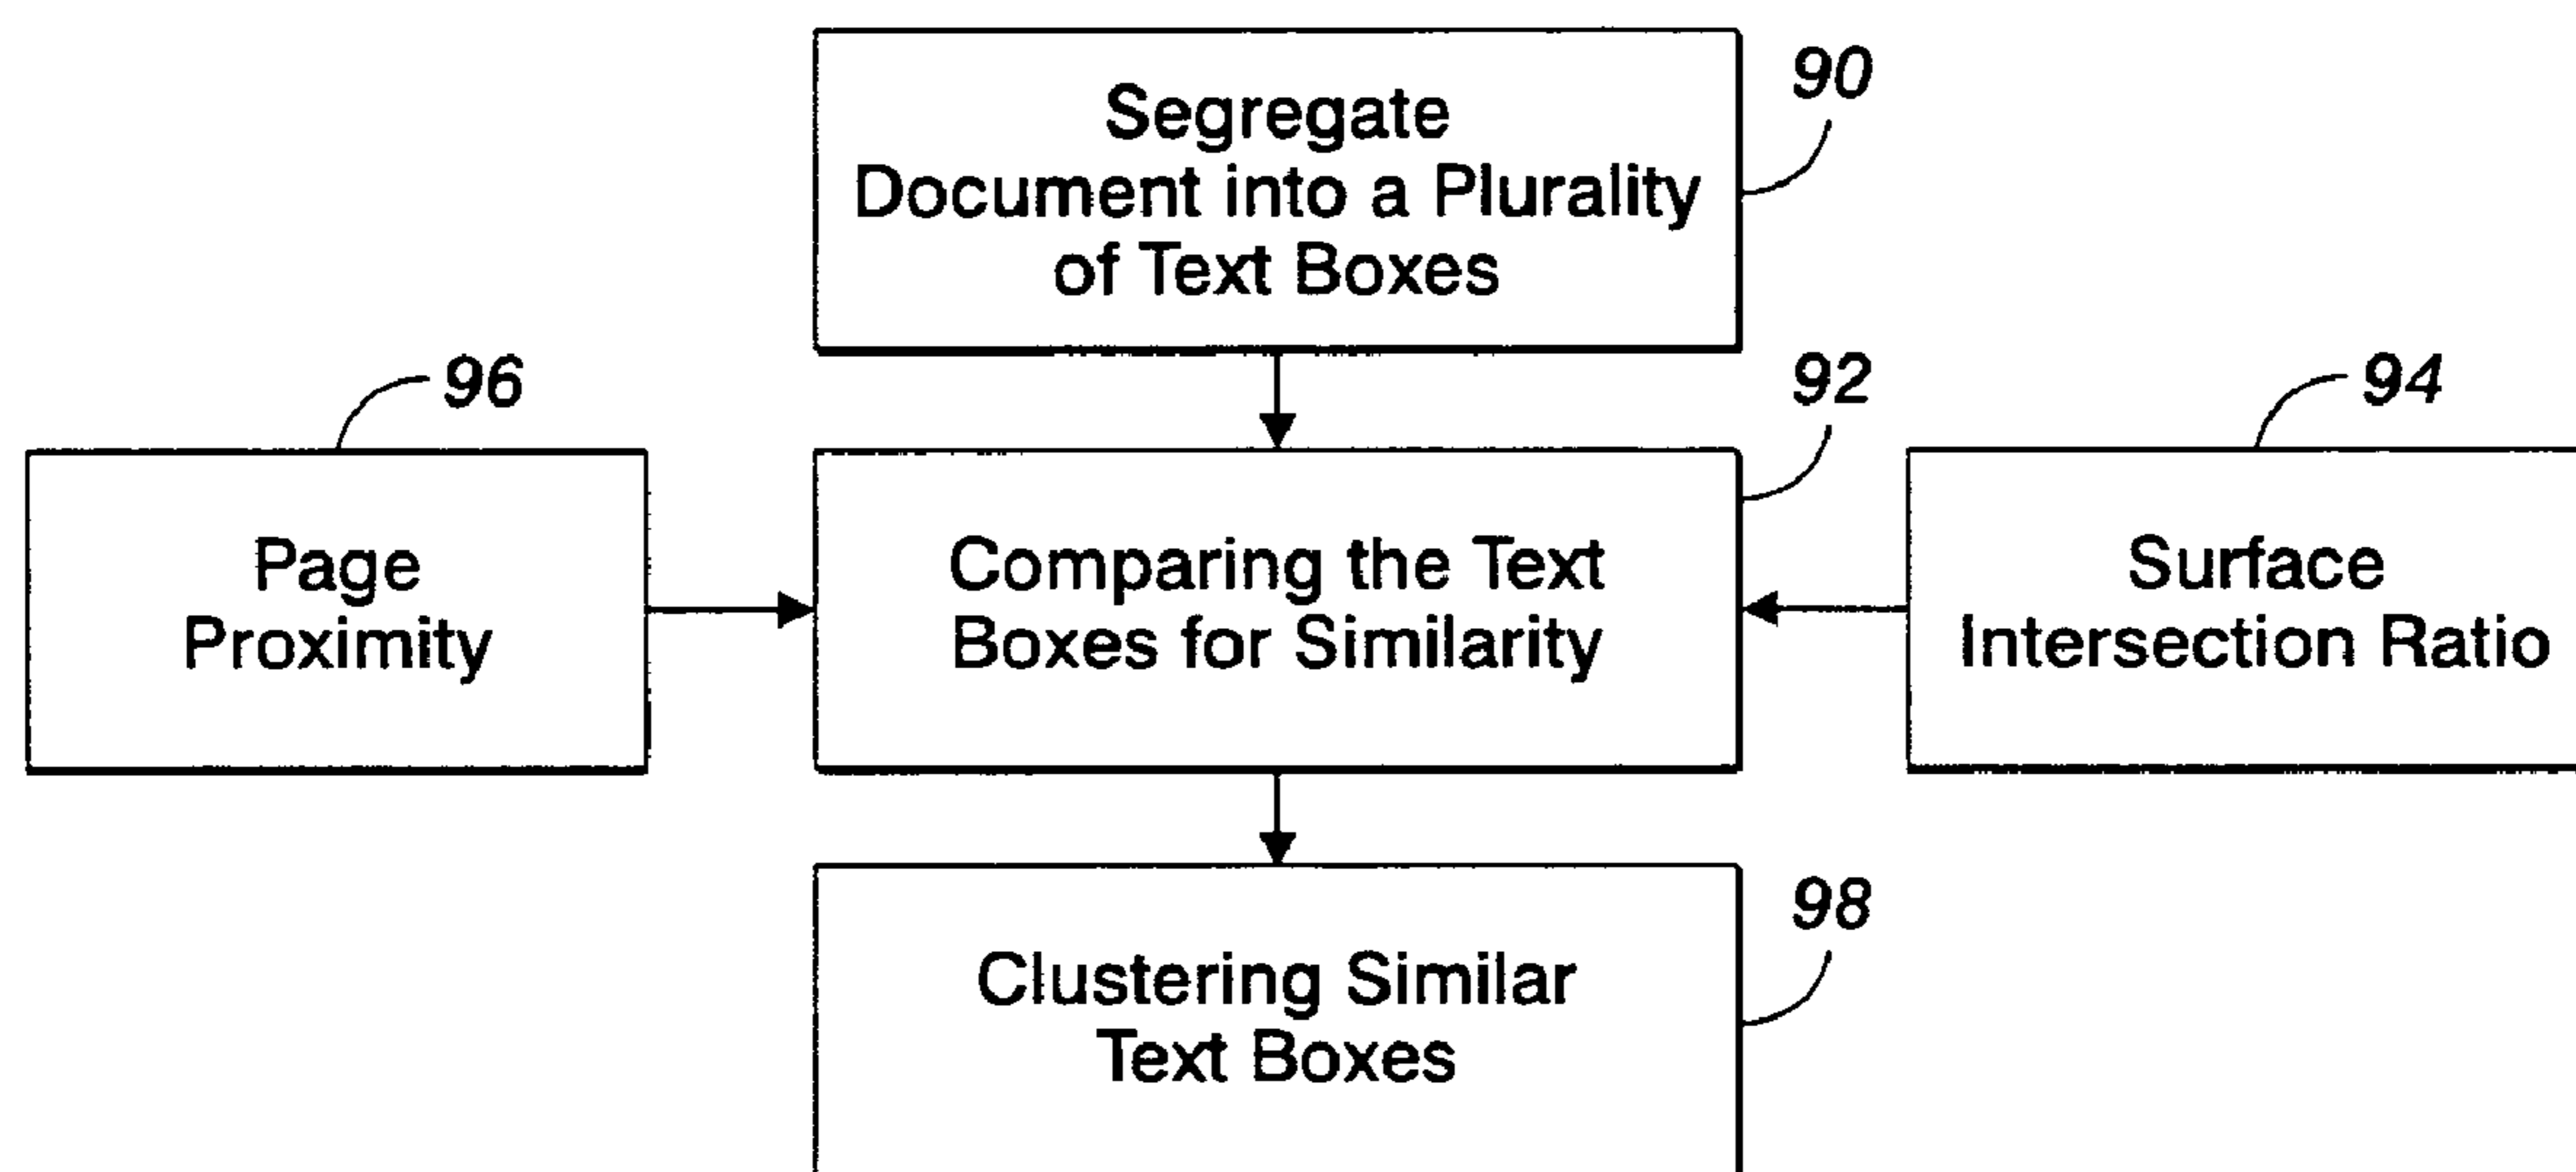 Segregate
Document into a Plurality
of Text Boxes
90
96
92
94
Page
Proximity
Comparing the Text
Boxes for Similarity
Surface
Intersection Ratio
98
Clustering Similar
Text Boxes